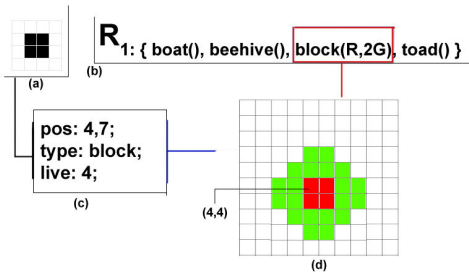 R1: { boat(), beehive(), block(R,2G), toad() }
(a)
(b)
pos: 4,7;
type: block;
live: 4;
(c)
(4,4)
(d)